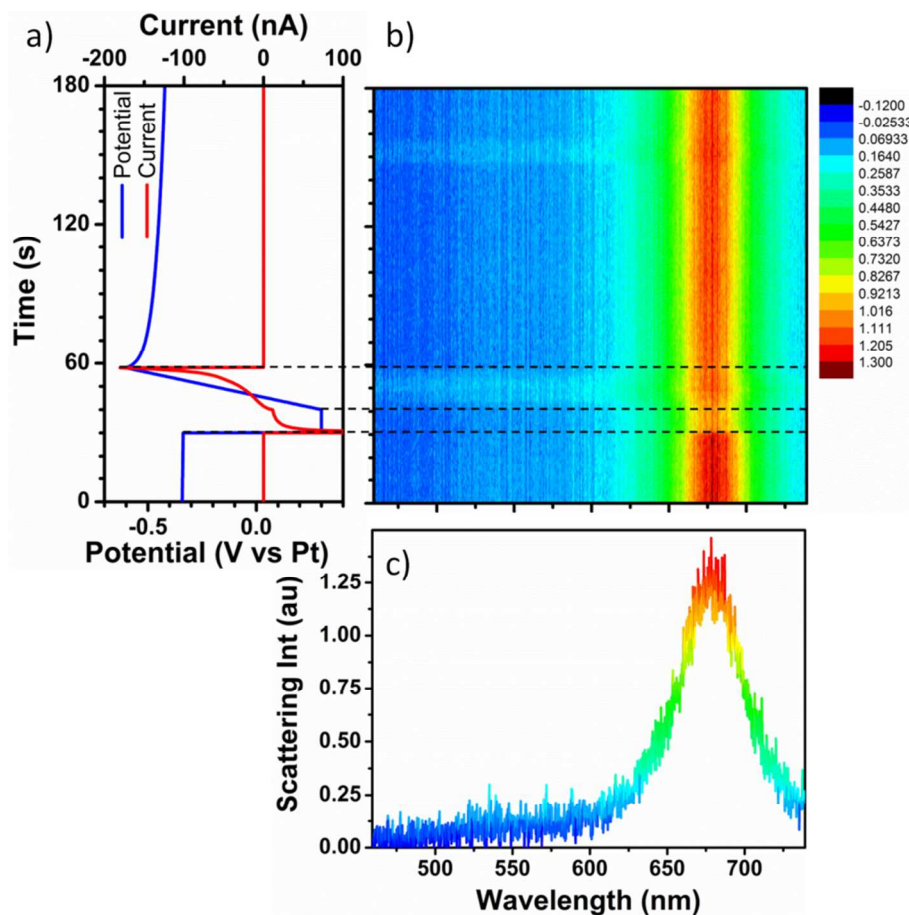 a)
Current (nA)
-200 -100 0 100
b)
180
120
60
0
Time (s)
Potential
Current
-0.5 0.0
Potential (V vs Pt)
-0.1200
-0.02533
0.06933
0.1640
0.2587
0.3533
0.4480
0.5427
0.6373
0.7320
0.8267
0.9213
1.016
1.111
1.205
1.300
c)
1.25
1.00
0.75
0.50
0.25
0.00
Scattering Int (au)
500 550 600 650 700
Wavelength (nm)